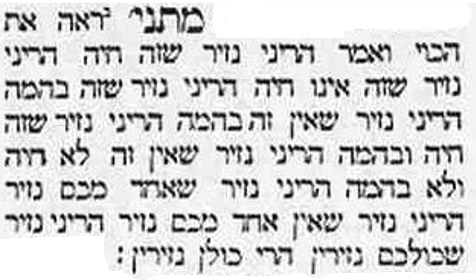 מתני׳ ראה את
הכוי ואמר הריני נזיר שזה חיה הריני
נזיר שזה אינו חיה הריני נזיר שזה בהמה
הריני נזיר שאין זה בהמה הריני נזיר שזה
חיה ובהמה הריני נזיר שאין זה לא חיה
ולא בהמה הריני נזיר שאחד מכם נזיר
הריני נזיר שאין אחד מכם נזיר הריני נזיר
שכולכם נזירין הרי כולן נזירין: